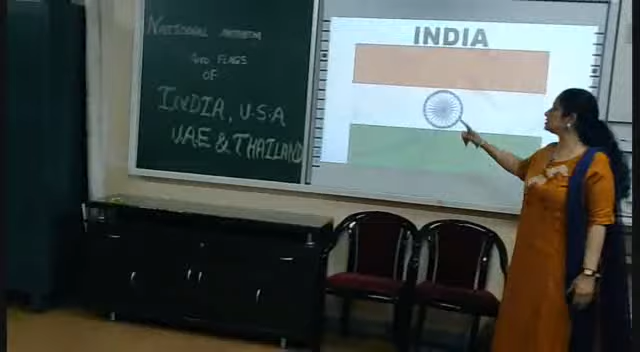 NATIONAL ANTHEM
AND FLAGS
OF
INDIA, U.S.A
UAE & THAILAND
INDIA